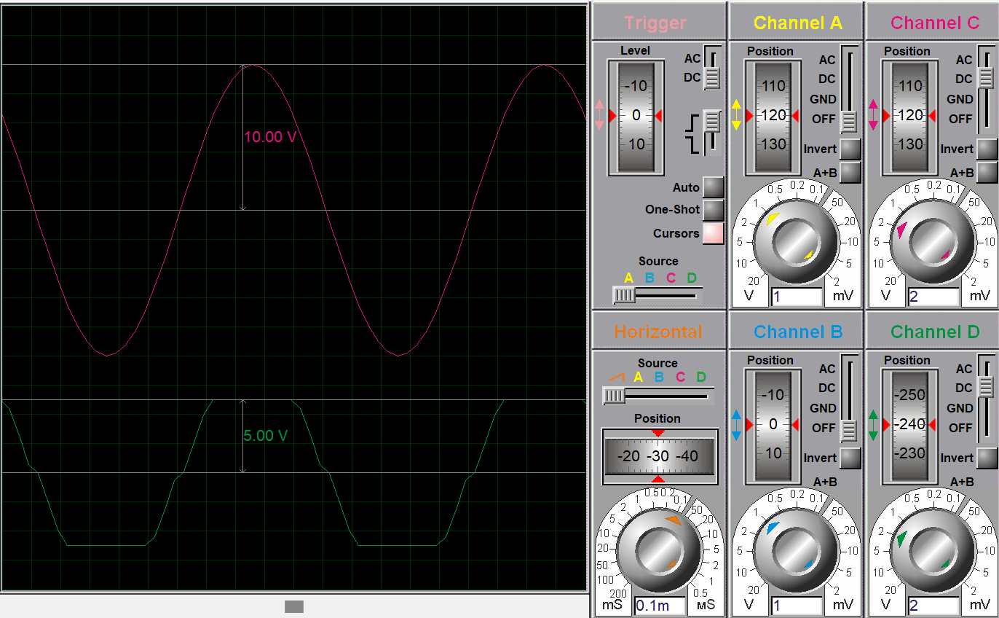 10.00 V
5.00 V
Trigger
Level
-10
0
10
AC
DC
Auto
One-Shot
Cursors
Source
A B C D
Channel A
Position
110
120
130
AC
DC
GND
OFF
Invert
A+B
20 10 5 2 1 0.5 0.2 0.1 50 20 10 5 2
V
1
mV
Channel C
Position
110
120
130
AC
DC
GND
OFF
Invert
A+B
20 10 5 2 1 0.5 0.2 0.1 50 20 10 5 2
V
2
mV
Horizontal
Source
A B C D
Position
-20 -30 -40
200 100 50 20 10 5 2 1 0.5 0.2 0.1 50 20 10 5 2 1 0.5
mS
0.1m
мS
Channel B
Position
-10
0
10
AC
DC
GND
OFF
Invert
A+B
20 10 5 2 1 0.5 0.2 0.1 50 20 10 5 2
V
1
mV
Channel D
Position
-250
-240
-230
AC
DC
GND
OFF
Invert
A+B
20 10 5 2 1 0.5 0.2 0.1 50 20 10 5 2
V
2
mV